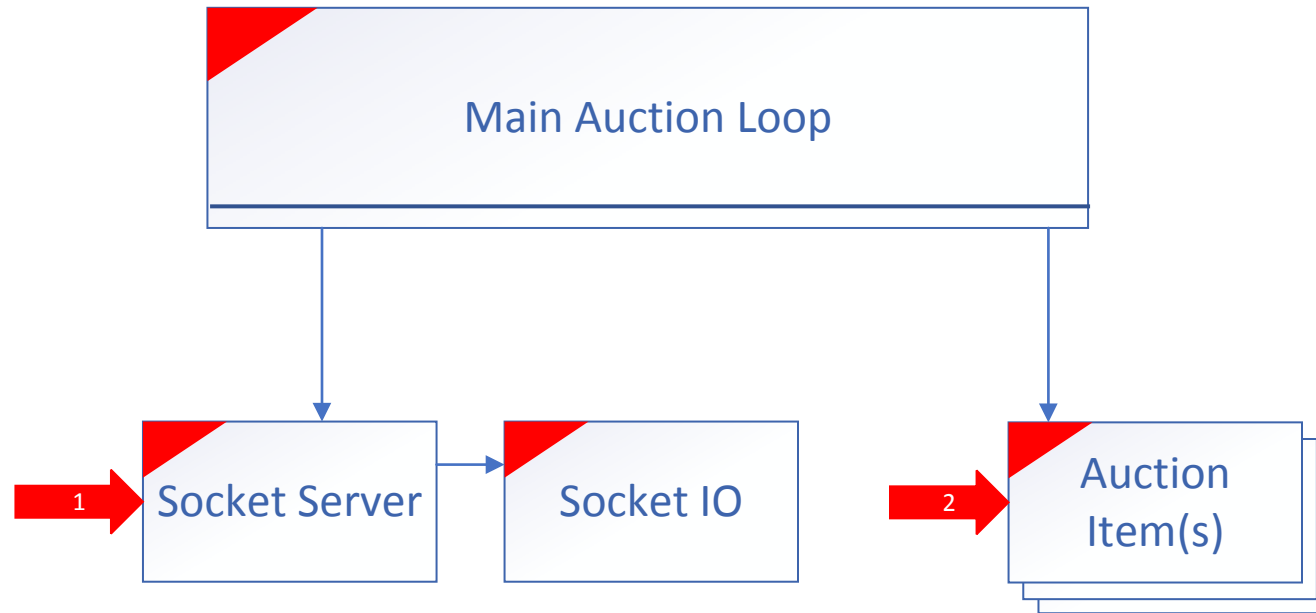 Main Auction Loop
1
Socket Server
Socket IO
2
Auction
Item(s)